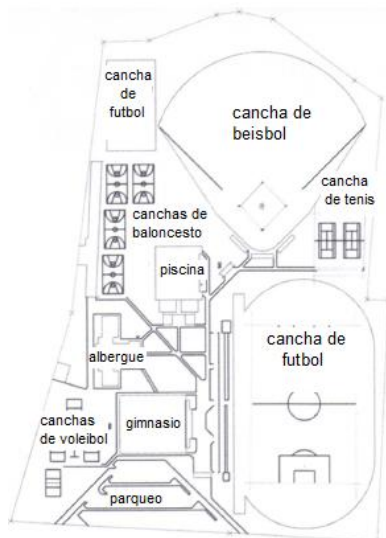 cancha
de
futbol
cancha de
beisbol
cancha
de tenis
canchas de
baloncesto
piscina
cancha de
futbol
albergue
canchas
de voleibol
gimnasio
parqueo